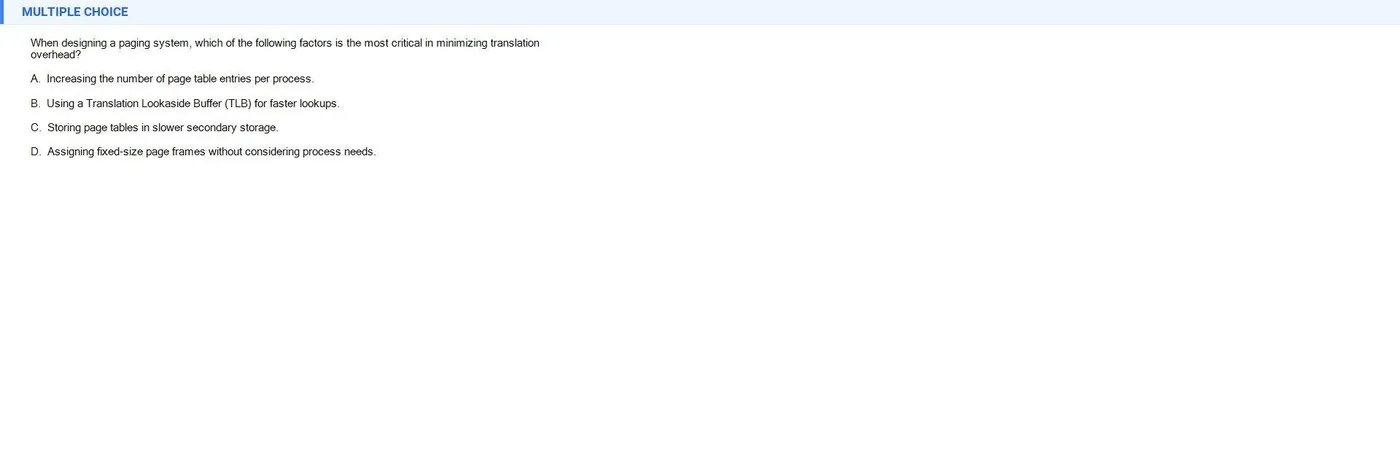 MULTIPLE CHOICE
When designing a paging system, which of the following factors is the most critical in minimizing translation
overhead?
A. Increasing the number of page table entries per process.
B. Using a Translation Lookaside Buffer (TLB) for faster lookups.
C. Storing page tables in slower secondary storage.
D. Assigning fixed-size page frames without considering process needs.